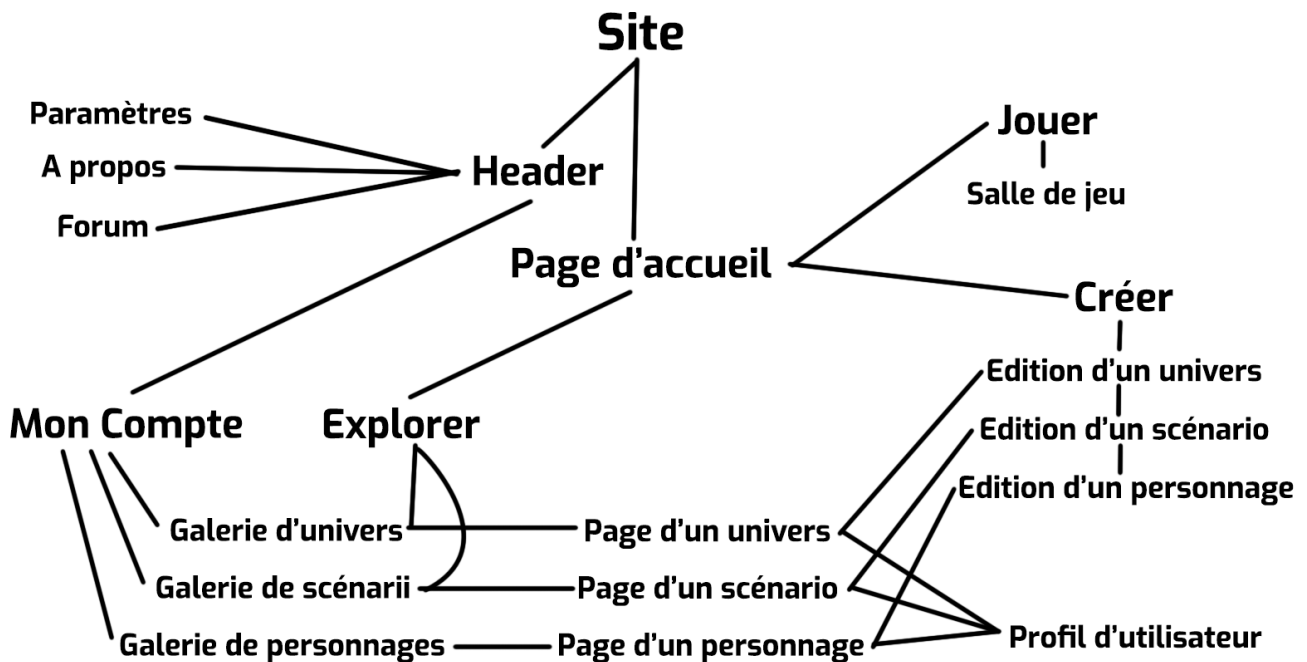 Site
Paramètres
A propos
Forum
Header
Jouer
Salle de jeu
Page d'accueil
Créer
Edition d'un univers
Edition d'un scénario
Edition d'un personnage
Mon Compte
Explorer
Galerie d'univers
Page d'un univers
Galerie de scénarii
Page d'un scénario
Galerie de personnages
Page d'un personnage
Profil d'utilisateur